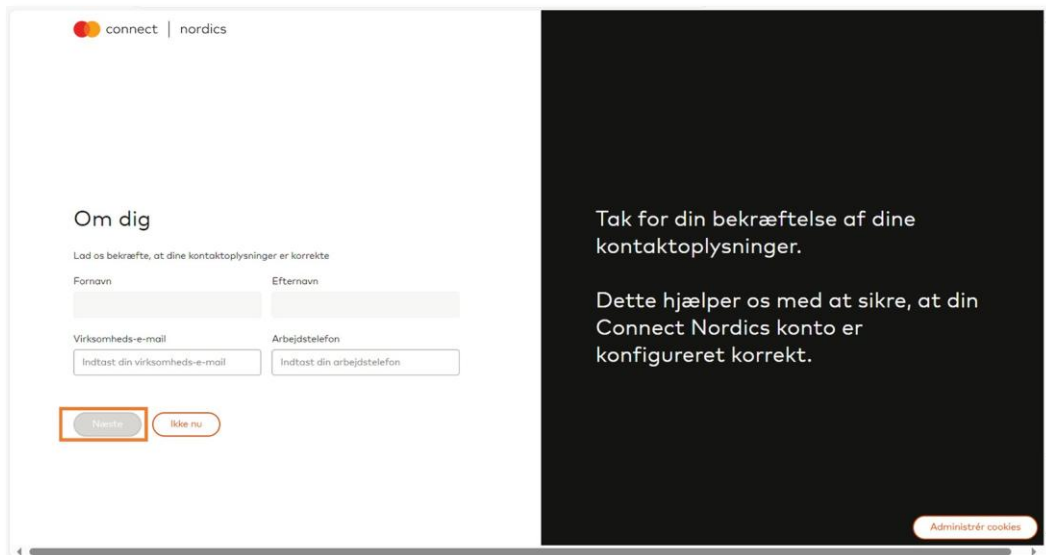 connect | nordics
Om dig
Lad os bekræfte, at dine kontaktoplysninger er korrekte
Fornavn
Efternavn
Virksomheds-e-mail
Arbejdstelefon
Indtast din virksomheds-e-mail
Indtast din arbejdstelefon
Næste
Ikke nu
Tak for din bekræftelse af dine
kontaktoplysninger.
Dette hjælper os med at sikre, at din
Connect Nordics konto er
konfigureret korrekt.
Administrér cookies